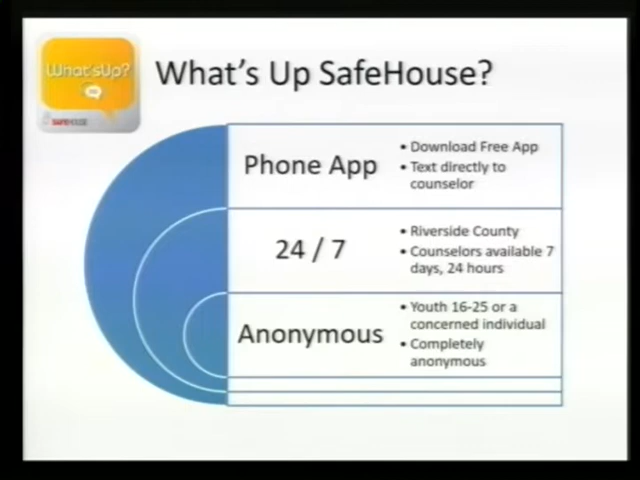 What'sUp?
SAFEHOUSE
What's Up SafeHouse?
Phone App
• Download Free App
• Text directly to
counselor
24 / 7
• Riverside County
• Counselors available 7
days, 24 hours
Anonymous
• Youth 16-25 or a
concerned individual
• Completely
anonymous